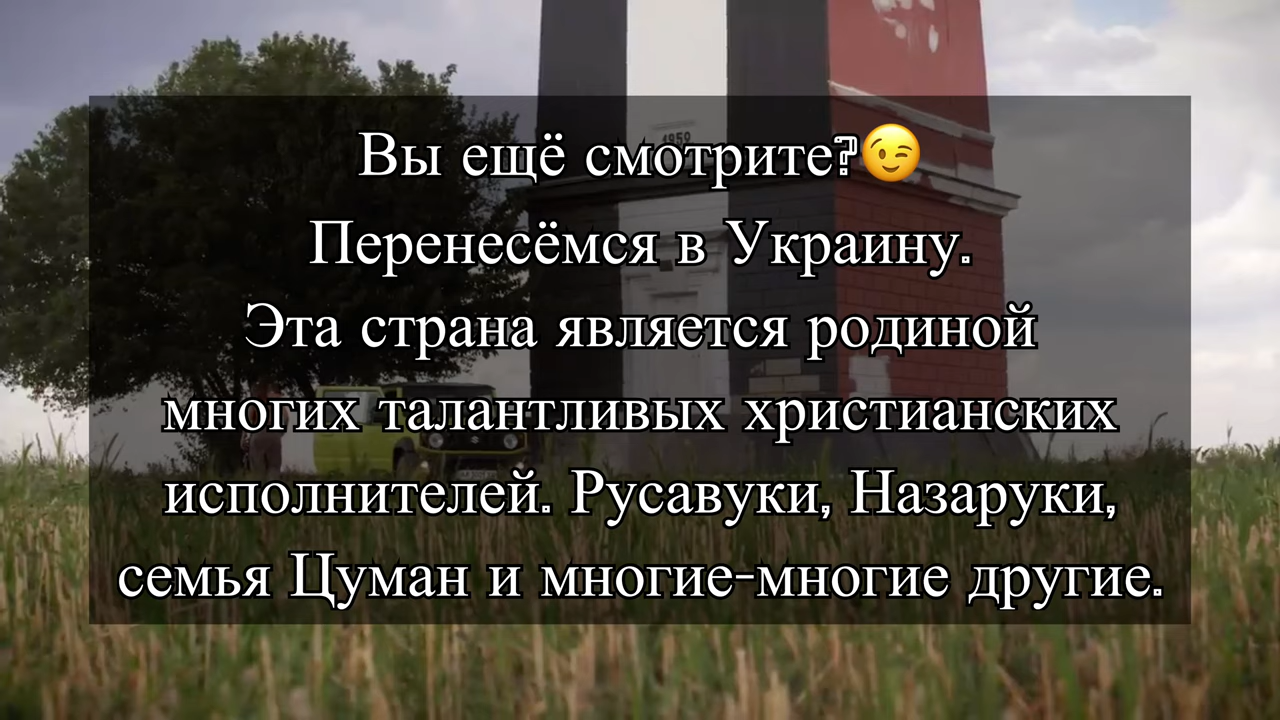 Вы ещё смотрите?😉
Перенесёмся в Украину.
Эта страна является родиной
многих талантливых христианских
исполнителей. Русавуки, Назаруки,
семья Цуман и многие-многие другие.
1959